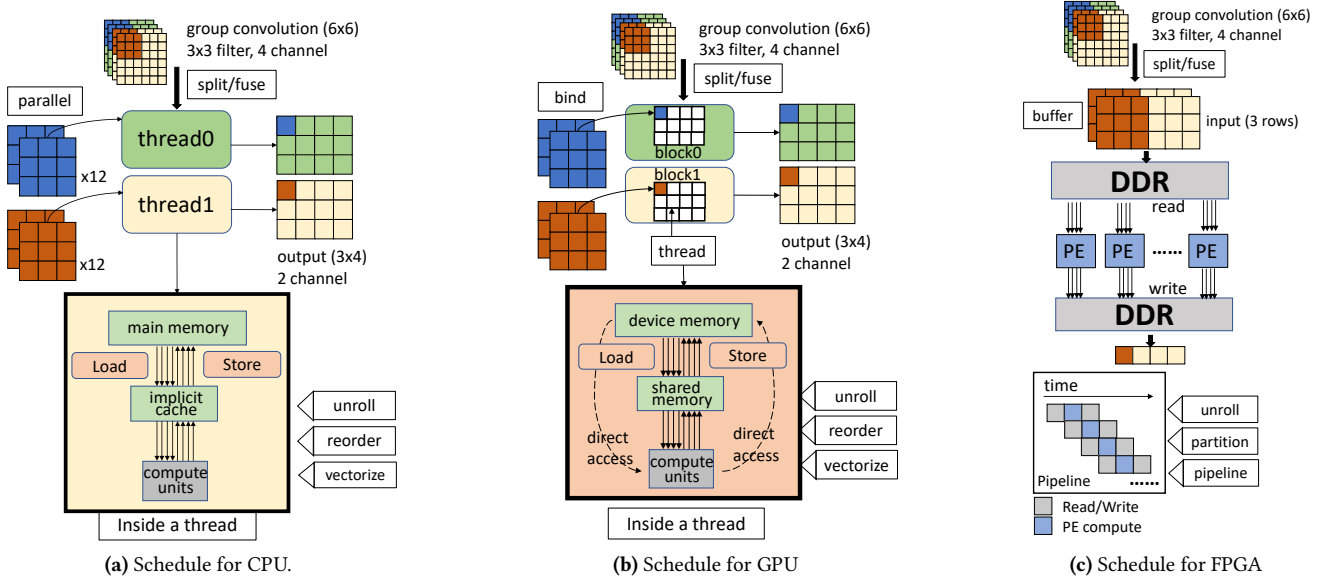 group convolution (6x6)
3x3 filter, 4 channel
split/fuse
parallel
thread0
x12
thread1
x12
output (3x4)
2 channel
main memory
Load
Store
implicit
cache
compute
units
unroll
reorder
vectorize
Inside a thread
(a) Schedule for CPU.
group convolution (6x6)
3x3 filter, 4 channel
split/fuse
bind
block0
block1
thread
output (3x4)
2 channel
device memory
Load
Store
shared
memory
direct
access
direct
access
compute
units
unroll
reorder
vectorize
Inside a thread
(b) Schedule for GPU
group convolution (6x6)
3x3 filter, 4 channel
split/fuse
buffer
input (3 rows)
DDR
read
PE
PE
......
PE
write
DDR
time
Pipeline
......
unroll
partition
pipeline
Read/Write
PE compute
(c) Schedule for FPGA